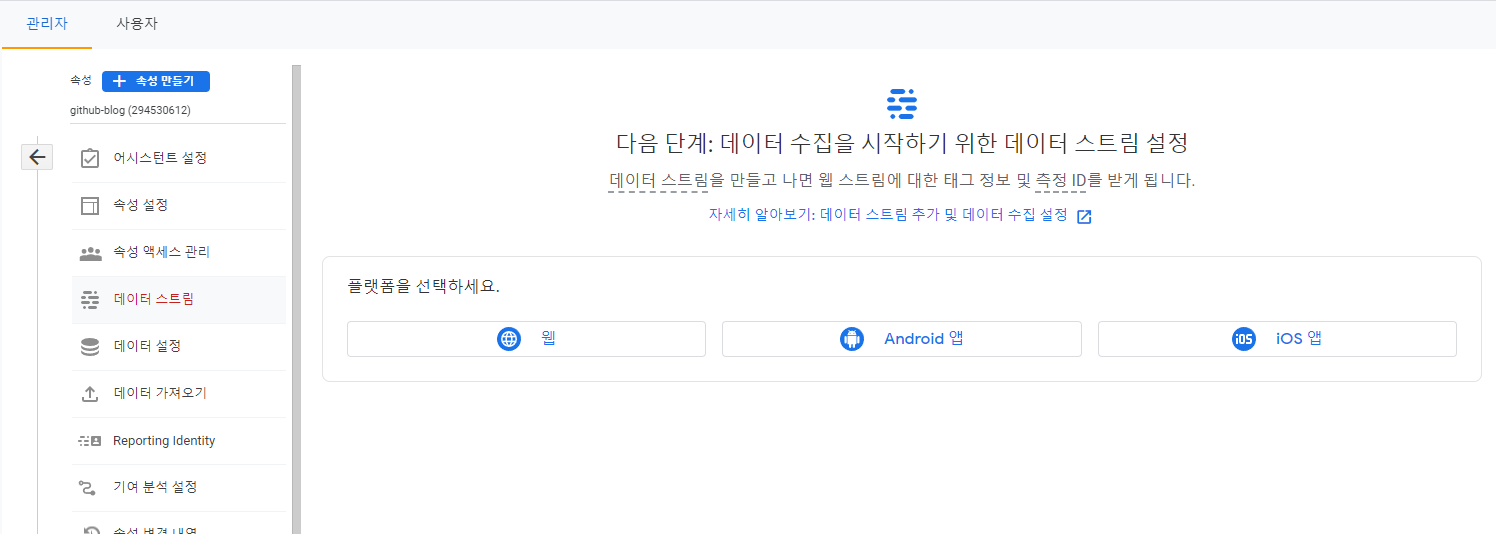 관리자 사용자
속성 + 속성 만들기
github-blog (294530612)
어시스턴트 설정
속성 설정
속성 액세스 관리
데이터 스트림
데이터 설정
데이터 가져오기
Reporting Identity
기여 분석 설정
속성 변경 내역
다음 단계: 데이터 수집을 시작하기 위한 데이터 스트림 설정
데이터 스트림을 만들고 나면 웹 스트림에 대한 태그 정보 및 측정 ID를 받게 됩니다.
자세히 알아보기: 데이터 스트림 추가 및 데이터 수집 설정
플랫폼을 선택하세요.
웹 Android 앱 iOS iOS 앱